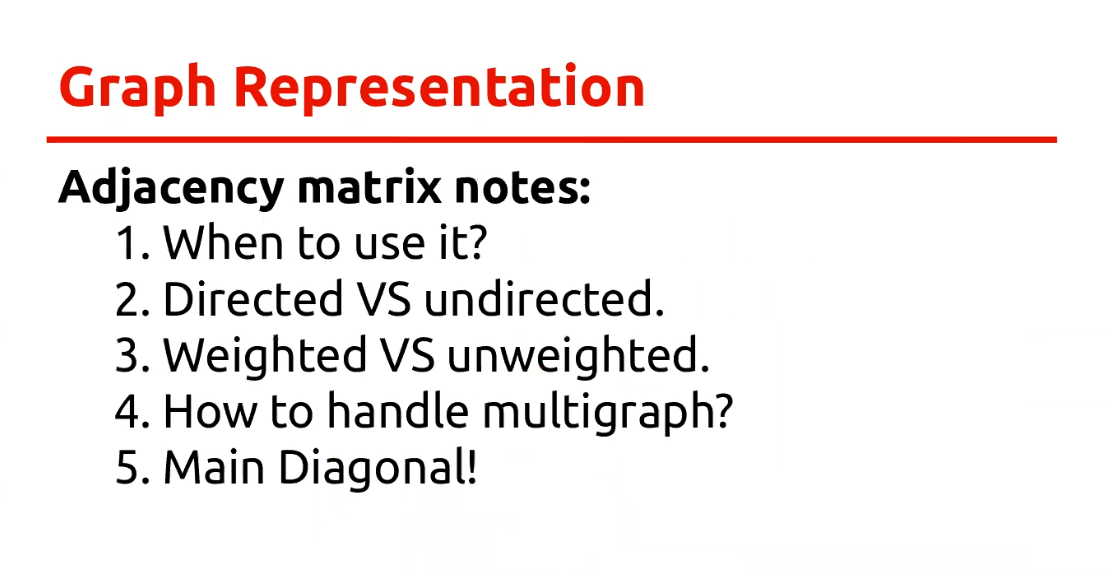 Graph Representation
Adjacency matrix notes:
1. When to use it?
2. Directed VS undirected.
3. Weighted VS unweighted.
4. How to handle multigraph?
5. Main Diagonal!